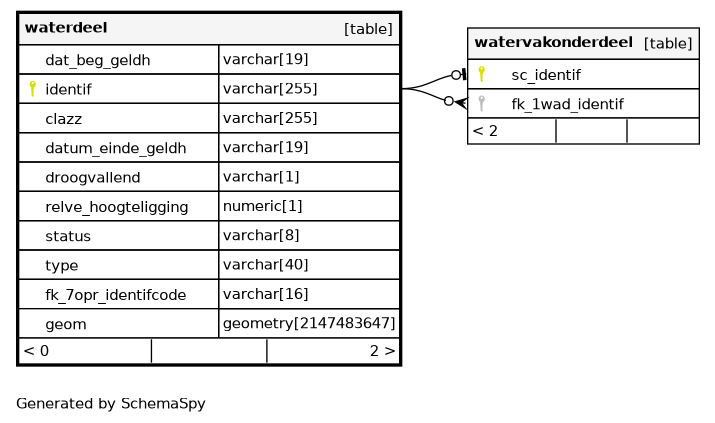 waterdeel [table]
dat_beg_geldh varchar[19]
identif varchar[255]
clazz varchar[255]
datum_einde_geldh varchar[19]
droogvallend varchar[1]
relve_hoogteligging numeric[1]
status varchar[8]
type varchar[40]
fk_7opr_identifcode varchar[16]
geom geometry[2147483647]
< 0 2 >
watervakonderdeel [table]
sc_identif
fk_1wad_identif
< 2
Generated by SchemaSpy